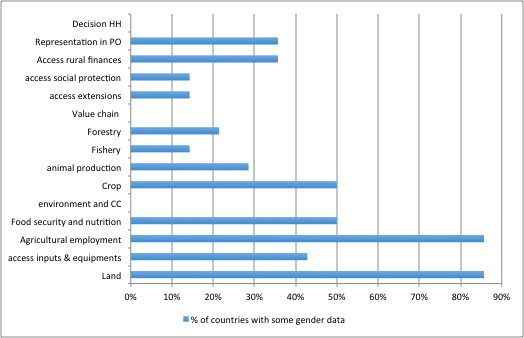 Decision HH
Representation in PO
Access rural finances
access social protection
access extensions
Value chain
Forestry
Fishery
animal production
Crop
environment and CC
Food security and nutrition
Agricultural employment
access inputs & equipments
Land
0% 10% 20% 30% 40% 50% 60% 70% 80% 90%
% of countries with some gender data